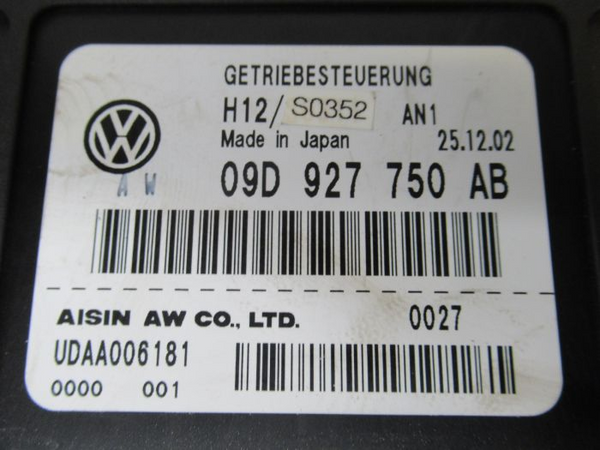 GETRIEBESTEUERUNG
H12/S0352 AN1
Made in Japan 25.12.02
AW
09D 927 750 AB
AISIN AW CO., LTD. 0027
UDAA006181
0000 001